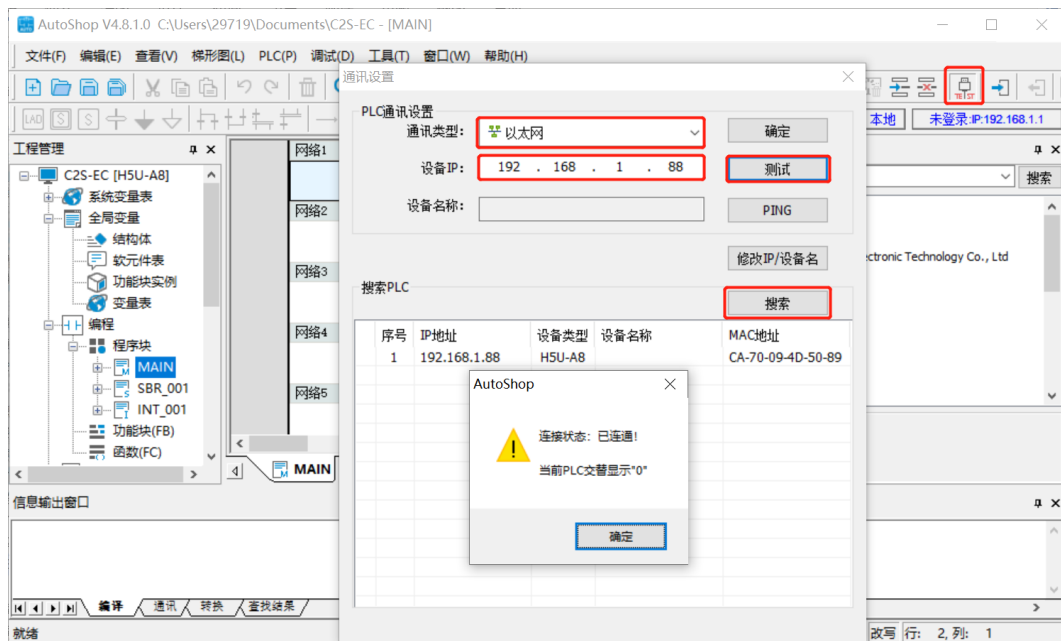 AutoShop V4.8.1.0 C:\Users\29719\Documents\C2S-EC - [MAIN]
文件(F) 编辑(E) 查看(V) 梯形图(L) PLC(P) 调试(D) 工具(T) 窗口(W) 帮助(H)
TEST
LAD S S
本地 未登录:IP:192.168.1.1
工程管理
C2S-EC [H5U-A8]
系统变量表
全局变量
结构体
软元件表
功能块实例
变量表
编程
程序块
MAIN
SBR_001
INT_001
功能块(FB)
函数(FC)
网络1
网络2
网络3
网络4
网络5
MAIN
通讯设置
PLC通讯设置
通讯类型: 以太网 确定
设备IP: 192 . 168 . 1 . 88 测试
设备名称: PING
修改IP/设备名
搜索PLC
搜索
序号 IP地址 设备类型 设备名称 MAC地址
1 192.168.1.88 H5U-A8 CA-70-09-4D-50-89
AutoShop
连接状态: 已连通!
当前PLC交替显示"0"
确定
搜索
ctronic Technology Co., Ltd
信息输出窗口
编译 通讯 转换 查找结果
就绪
改写 行: 2, 列: 1